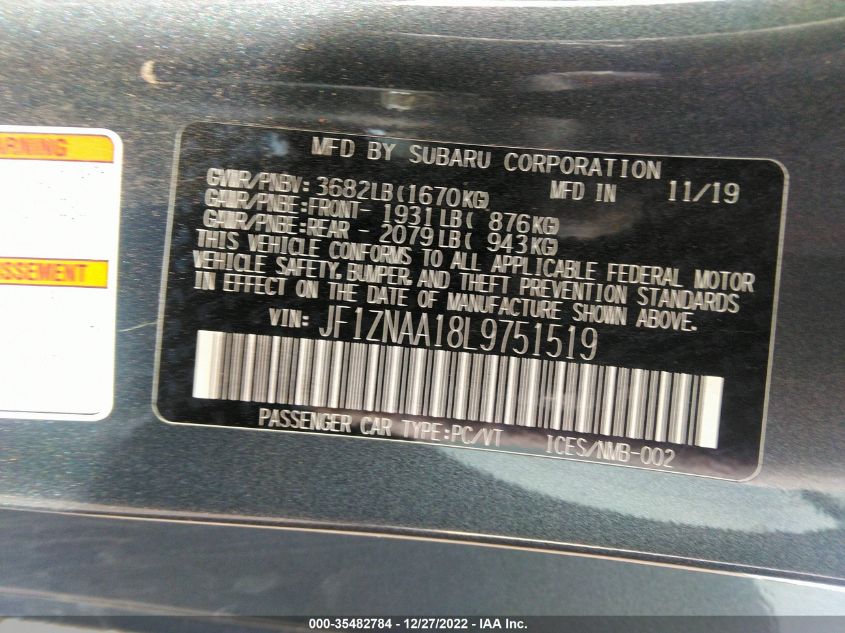 ARNING
ISSEMENT
MFD BY SUBARU CORPORATION
GVWR/PNBV: 3682LB(1670KG) MFD IN 11/19
GAWR/PNBE:FRONT- 1931LB( 876KG)
GAWR/PNBE:REAR - 2079LB( 943KG)
THIS VEHICLE CONFORMS TO ALL APPLICABLE FEDERAL MOTOR
VEHICLE SAFETY, BUMPER, AND THEFT PREVENTION STANDARDS
IN EFFECT ON THE DATE OF MANUFACTURE SHOWN ABOVE.
VIN: JF1ZNAA18L9751519
PASSENGER CAR TYPE:PC/VT ICES/NMB-002
000-35482784 - 12/27/2022 - IAA Inc.